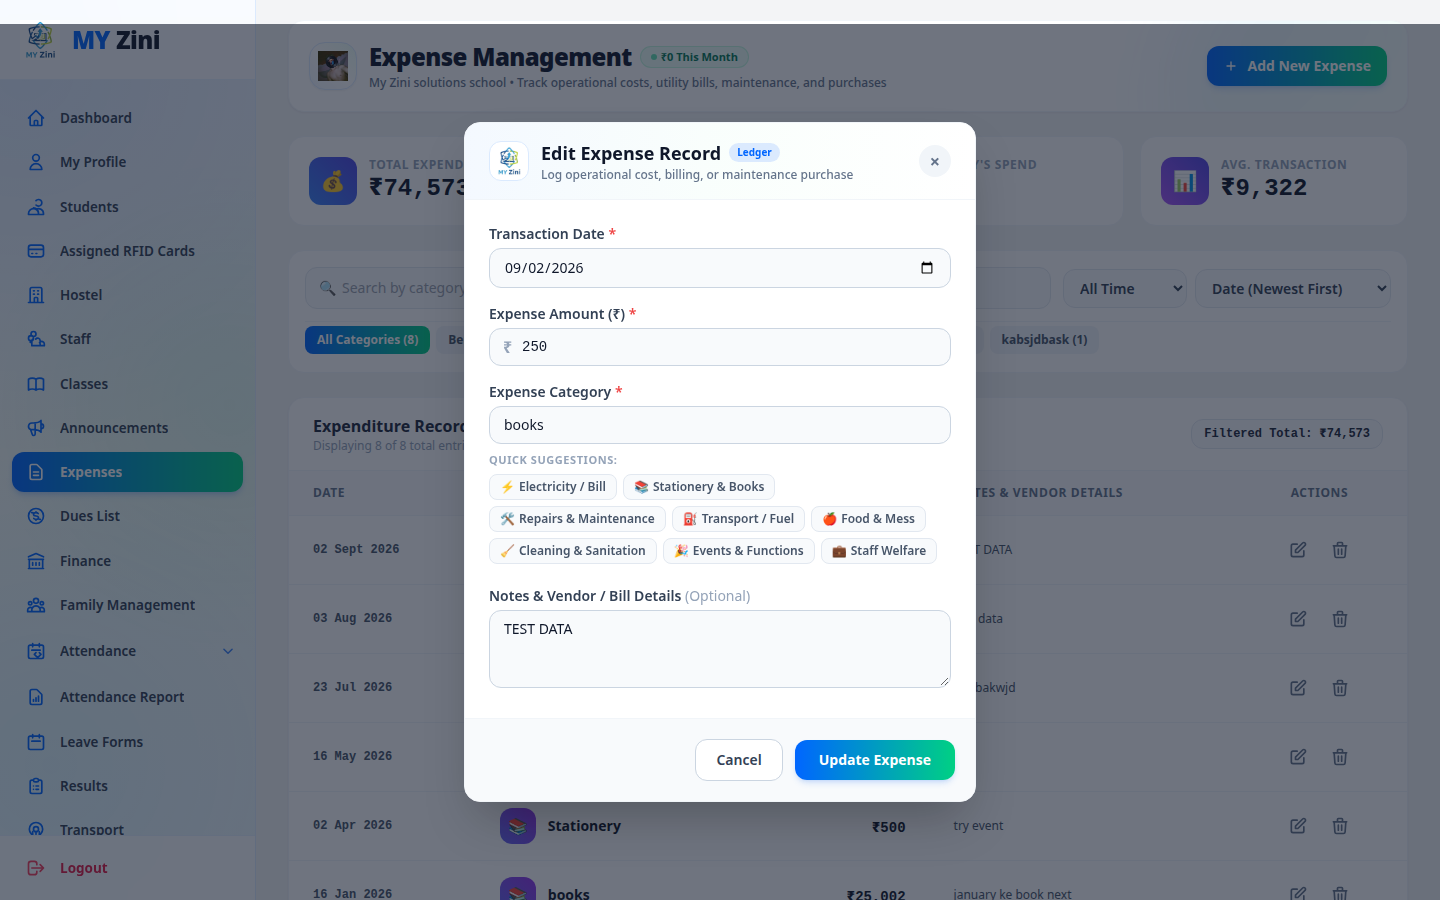 MY Zini
MY Zini
Dashboard
My Profile
Students
Assigned RFID Cards
Hostel
Staff
Classes
Announcements
Expenses
Dues List
Finance
Family Management
Attendance
Attendance Report
Leave Forms
Results
Transport
Logout
Expense Management
₹0 This Month
My Zini solutions school • Track operational costs, utility bills, maintenance, and purchases
+ Add New Expense
TOTAL EXPEND
₹74,573
'S SPEND
AVG. TRANSACTION
₹9,322
Search by category
All Time
Date (Newest First)
All Categories (8)
Be
kabsjdbask (1)
Expenditure Record
Displaying 8 of 8 total entri
Filtered Total: ₹74,573
DATE
TES & VENDOR DETAILS
ACTIONS
02 Sept 2026
T DATA
03 Aug 2026
data
23 Jul 2026
bakwjd
16 May 2026
02 Apr 2026
Stationery
₹500
try event
16 Jan 2026
books
₹25,002
january ke book next
MY Zini
Edit Expense Record
Ledger
Log operational cost, billing, or maintenance purchase
×
Transaction Date *
09/02/2026
Expense Amount (₹) *
₹ 250
Expense Category *
books
QUICK SUGGESTIONS:
⚡ Electricity / Bill
📚 Stationery & Books
🛠️ Repairs & Maintenance
⛽ Transport / Fuel
🍎 Food & Mess
🧹 Cleaning & Sanitation
🎉 Events & Functions
💼 Staff Welfare
Notes & Vendor / Bill Details (Optional)
TEST DATA
Cancel
Update Expense